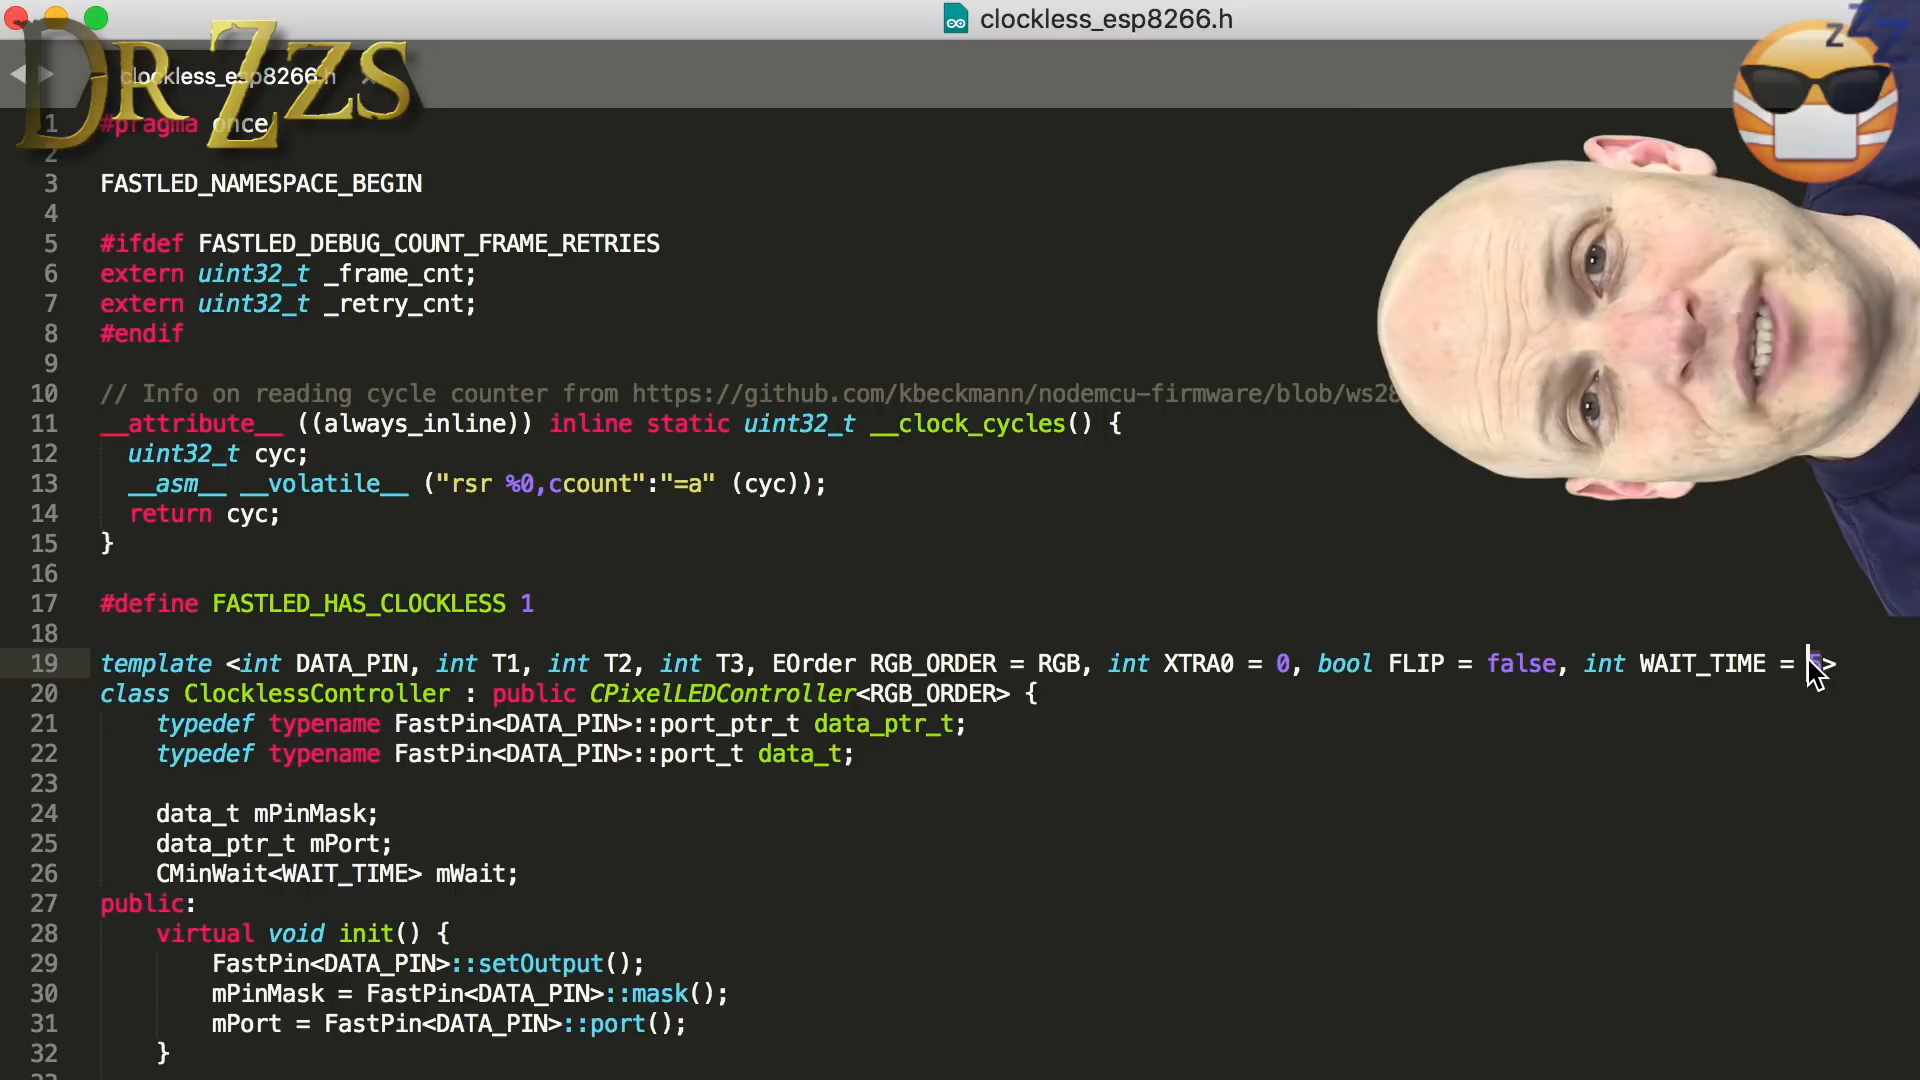 clockless_esp8266.h
DR ZZS
clockless_esp8266.h
zZZ
1 #pragma once
2
3 FASTLED_NAMESPACE_BEGIN
4
5 #ifdef FASTLED_DEBUG_COUNT_FRAME_RETRIES
6 extern uint32_t _frame_cnt;
7 extern uint32_t _retry_cnt;
8 #endif
9
10 // Info on reading cycle counter from https://github.com/kbeckmann/nodemcu-firmware/blob/ws28
11 __attribute__ ((always_inline)) inline static uint32_t __clock_cycles() {
12 uint32_t cyc;
13 __asm__ __volatile__ ("rsr %0,ccount":"=a" (cyc));
14 return cyc;
15 }
16
17 #define FASTLED_HAS_CLOCKLESS 1
18
19 template <int DATA_PIN, int T1, int T2, int T3, EOrder RGB_ORDER = RGB, int XTRA0 = 0, bool FLIP = false, int WAIT_TIME = 5>
20 class ClocklessController : public CPixelLEDController<RGB_ORDER> {
21 typedef typename FastPin<DATA_PIN>::port_ptr_t data_ptr_t;
22 typedef typename FastPin<DATA_PIN>::port_t data_t;
23
24 data_t mPinMask;
25 data_ptr_t mPort;
26 CMinWait<WAIT_TIME> mWait;
27 public:
28 virtual void init() {
29 FastPin<DATA_PIN>::setOutput();
30 mPinMask = FastPin<DATA_PIN>::mask();
31 mPort = FastPin<DATA_PIN>::port();
32 }